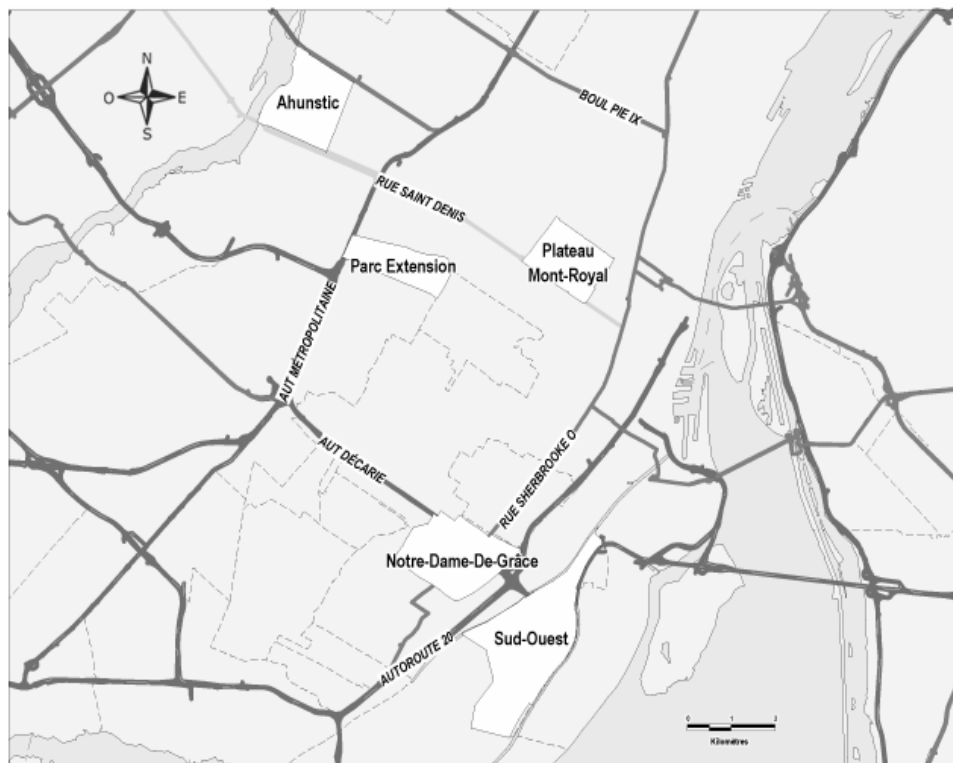 N
O E
S
Ahunstic
BOUL PIE IX
RUE SAINT DENIS
Plateau
Mont-Royal
Parc Extension
AUT MÉTROPOLITAINE
AUT DÉCARIE
RUE SHERBROOKE O
Notre-Dame-De-Grâce
Sud-Ouest
AUTOROUTE 20
0 1 2
Kilomètres